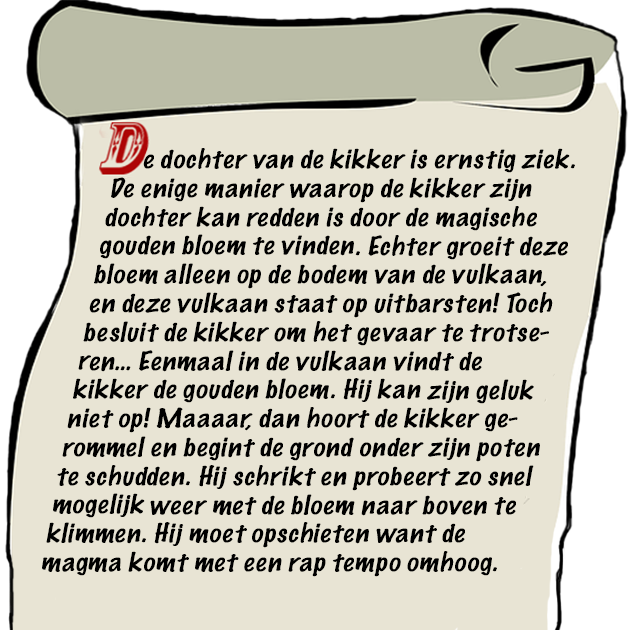 De dochter van de kikker is ernstig ziek.
De enige manier waarop de kikker zijn
dochter kan redden is door de magische
gouden bloem te vinden. Echter groeit deze
bloem alleen op de bodem van de vulkaan,
en deze vulkaan staat op uitbarsten! Toch
besluit de kikker om het gevaar te trotse-
ren... Eenmaal in de vulkaan vindt de
kikker de gouden bloem. Hij kan zijn geluk
niet op! Maaaar, dan hoort de kikker ge-
rommel en begint de grond onder zijn poten
te schudden. Hij schrikt en probeert zo snel
mogelijk weer met de bloem naar boven te
klimmen. Hij moet opschieten want de
magma komt met een rap tempo omhoog.